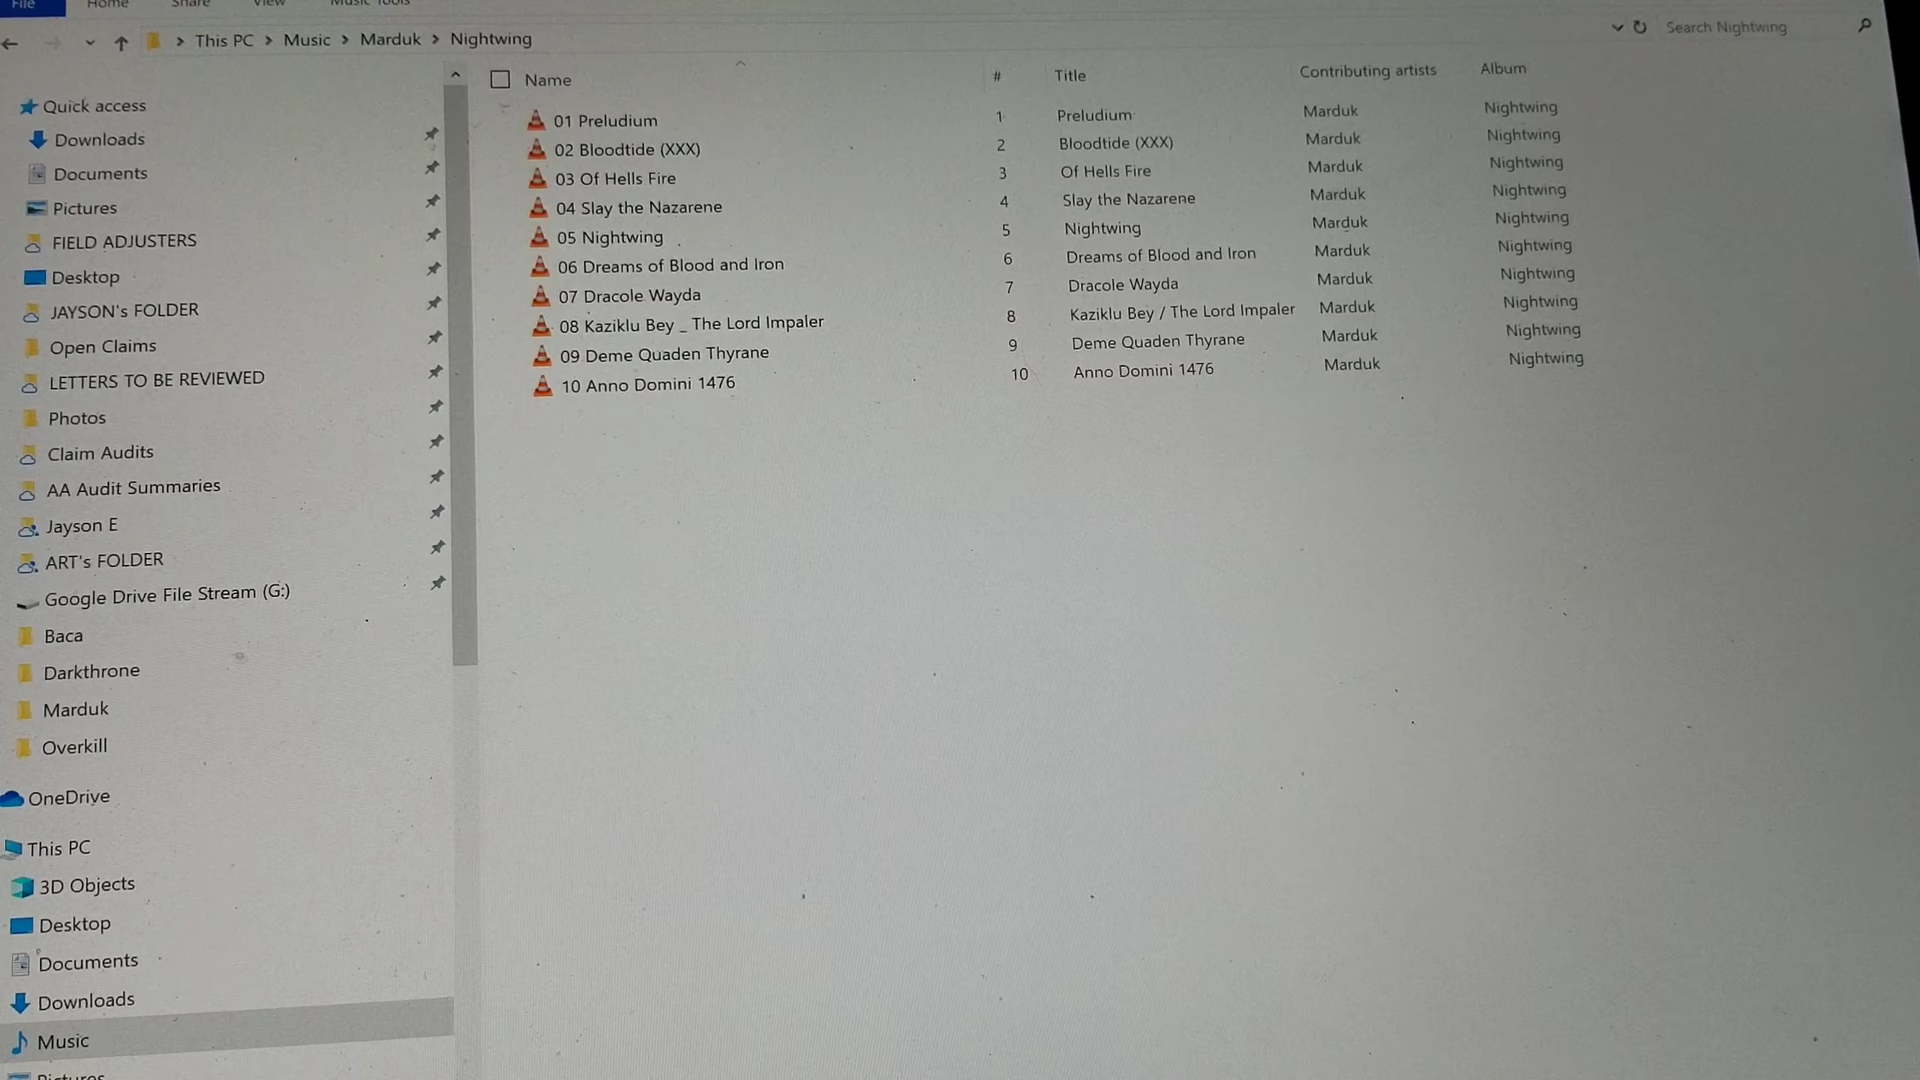 File Home Share View Music Tools
This PC > Music > Marduk > Nightwing
Search Nightwing
Quick access
Downloads
Documents
Pictures
FIELD ADJUSTERS
Desktop
JAYSON's FOLDER
Open Claims
LETTERS TO BE REVIEWED
Photos
Claim Audits
AA Audit Summaries
Jayson E
ART's FOLDER
Google Drive File Stream (G:)
Baca
Darkthrone
Marduk
Overkill
OneDrive
This PC
3D Objects
Desktop
Documents
Downloads
Music
Pictures
Name # Title Contributing artists Album
01 Preludium 1 Preludium Marduk Nightwing
02 Bloodtide (XXX) 2 Bloodtide (XXX) Marduk Nightwing
03 Of Hells Fire 3 Of Hells Fire Marduk Nightwing
04 Slay the Nazarene 4 Slay the Nazarene Marduk Nightwing
05 Nightwing 5 Nightwing Marduk Nightwing
06 Dreams of Blood and Iron 6 Dreams of Blood and Iron Marduk Nightwing
07 Dracole Wayda 7 Dracole Wayda Marduk Nightwing
08 Kaziklu Bey _ The Lord Impaler 8 Kaziklu Bey / The Lord Impaler Marduk Nightwing
09 Deme Quaden Thyrane 9 Deme Quaden Thyrane Marduk Nightwing
10 Anno Domini 1476 10 Anno Domini 1476 Marduk Nightwing